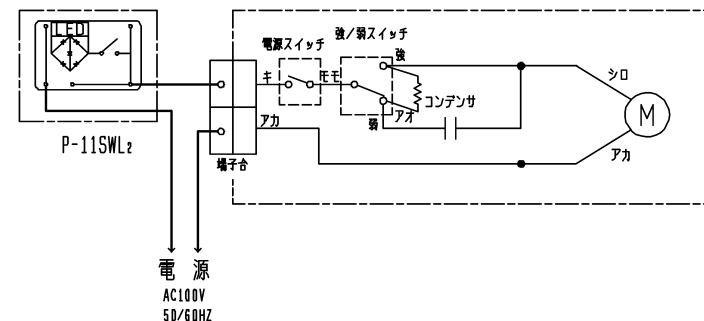 LED
P-11SWL₂
電源スイッチ
強/弱スイッチ
強
キ
モモ
シロ
コンデンサ
M
アカ
アオ
弱
アカ
端子台
電 源
AC100V
50/60HZ